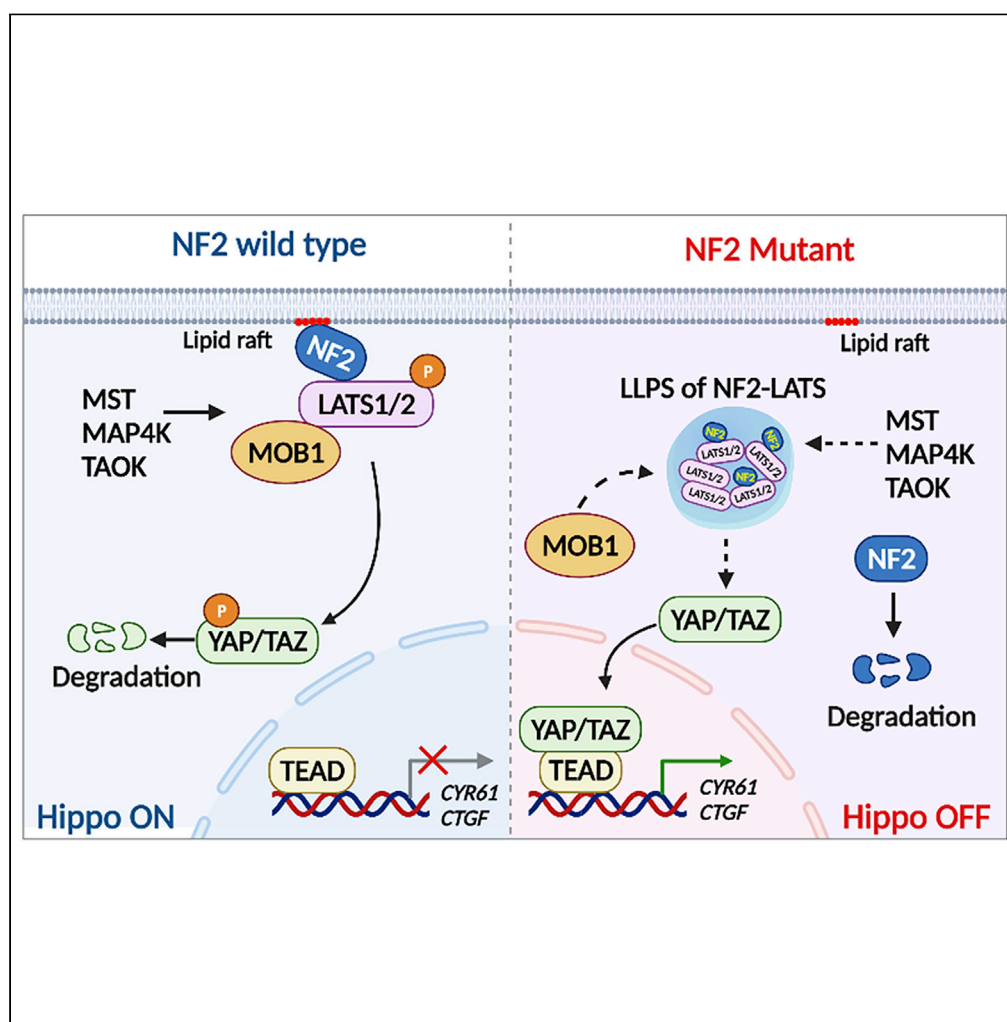 NF2 wild type
Lipid raft
NF2
P
LATS1/2
MST
MAP4K
TAOK
MOB1
P
YAP/TAZ
Degradation
TEAD
CYR61
CTGF
Hippo ON
NF2 Mutant
Lipid raft
LLPS of NF2-LATS
NF2
NF2
LATS1/2
LATS1/2
LATS1/2
NF2
LATS1/2
LATS1/2
MST
MAP4K
TAOK
MOB1
NF2
YAP/TAZ
Degradation
YAP/TAZ
TEAD
CYR61
CTGF
Hippo OFF